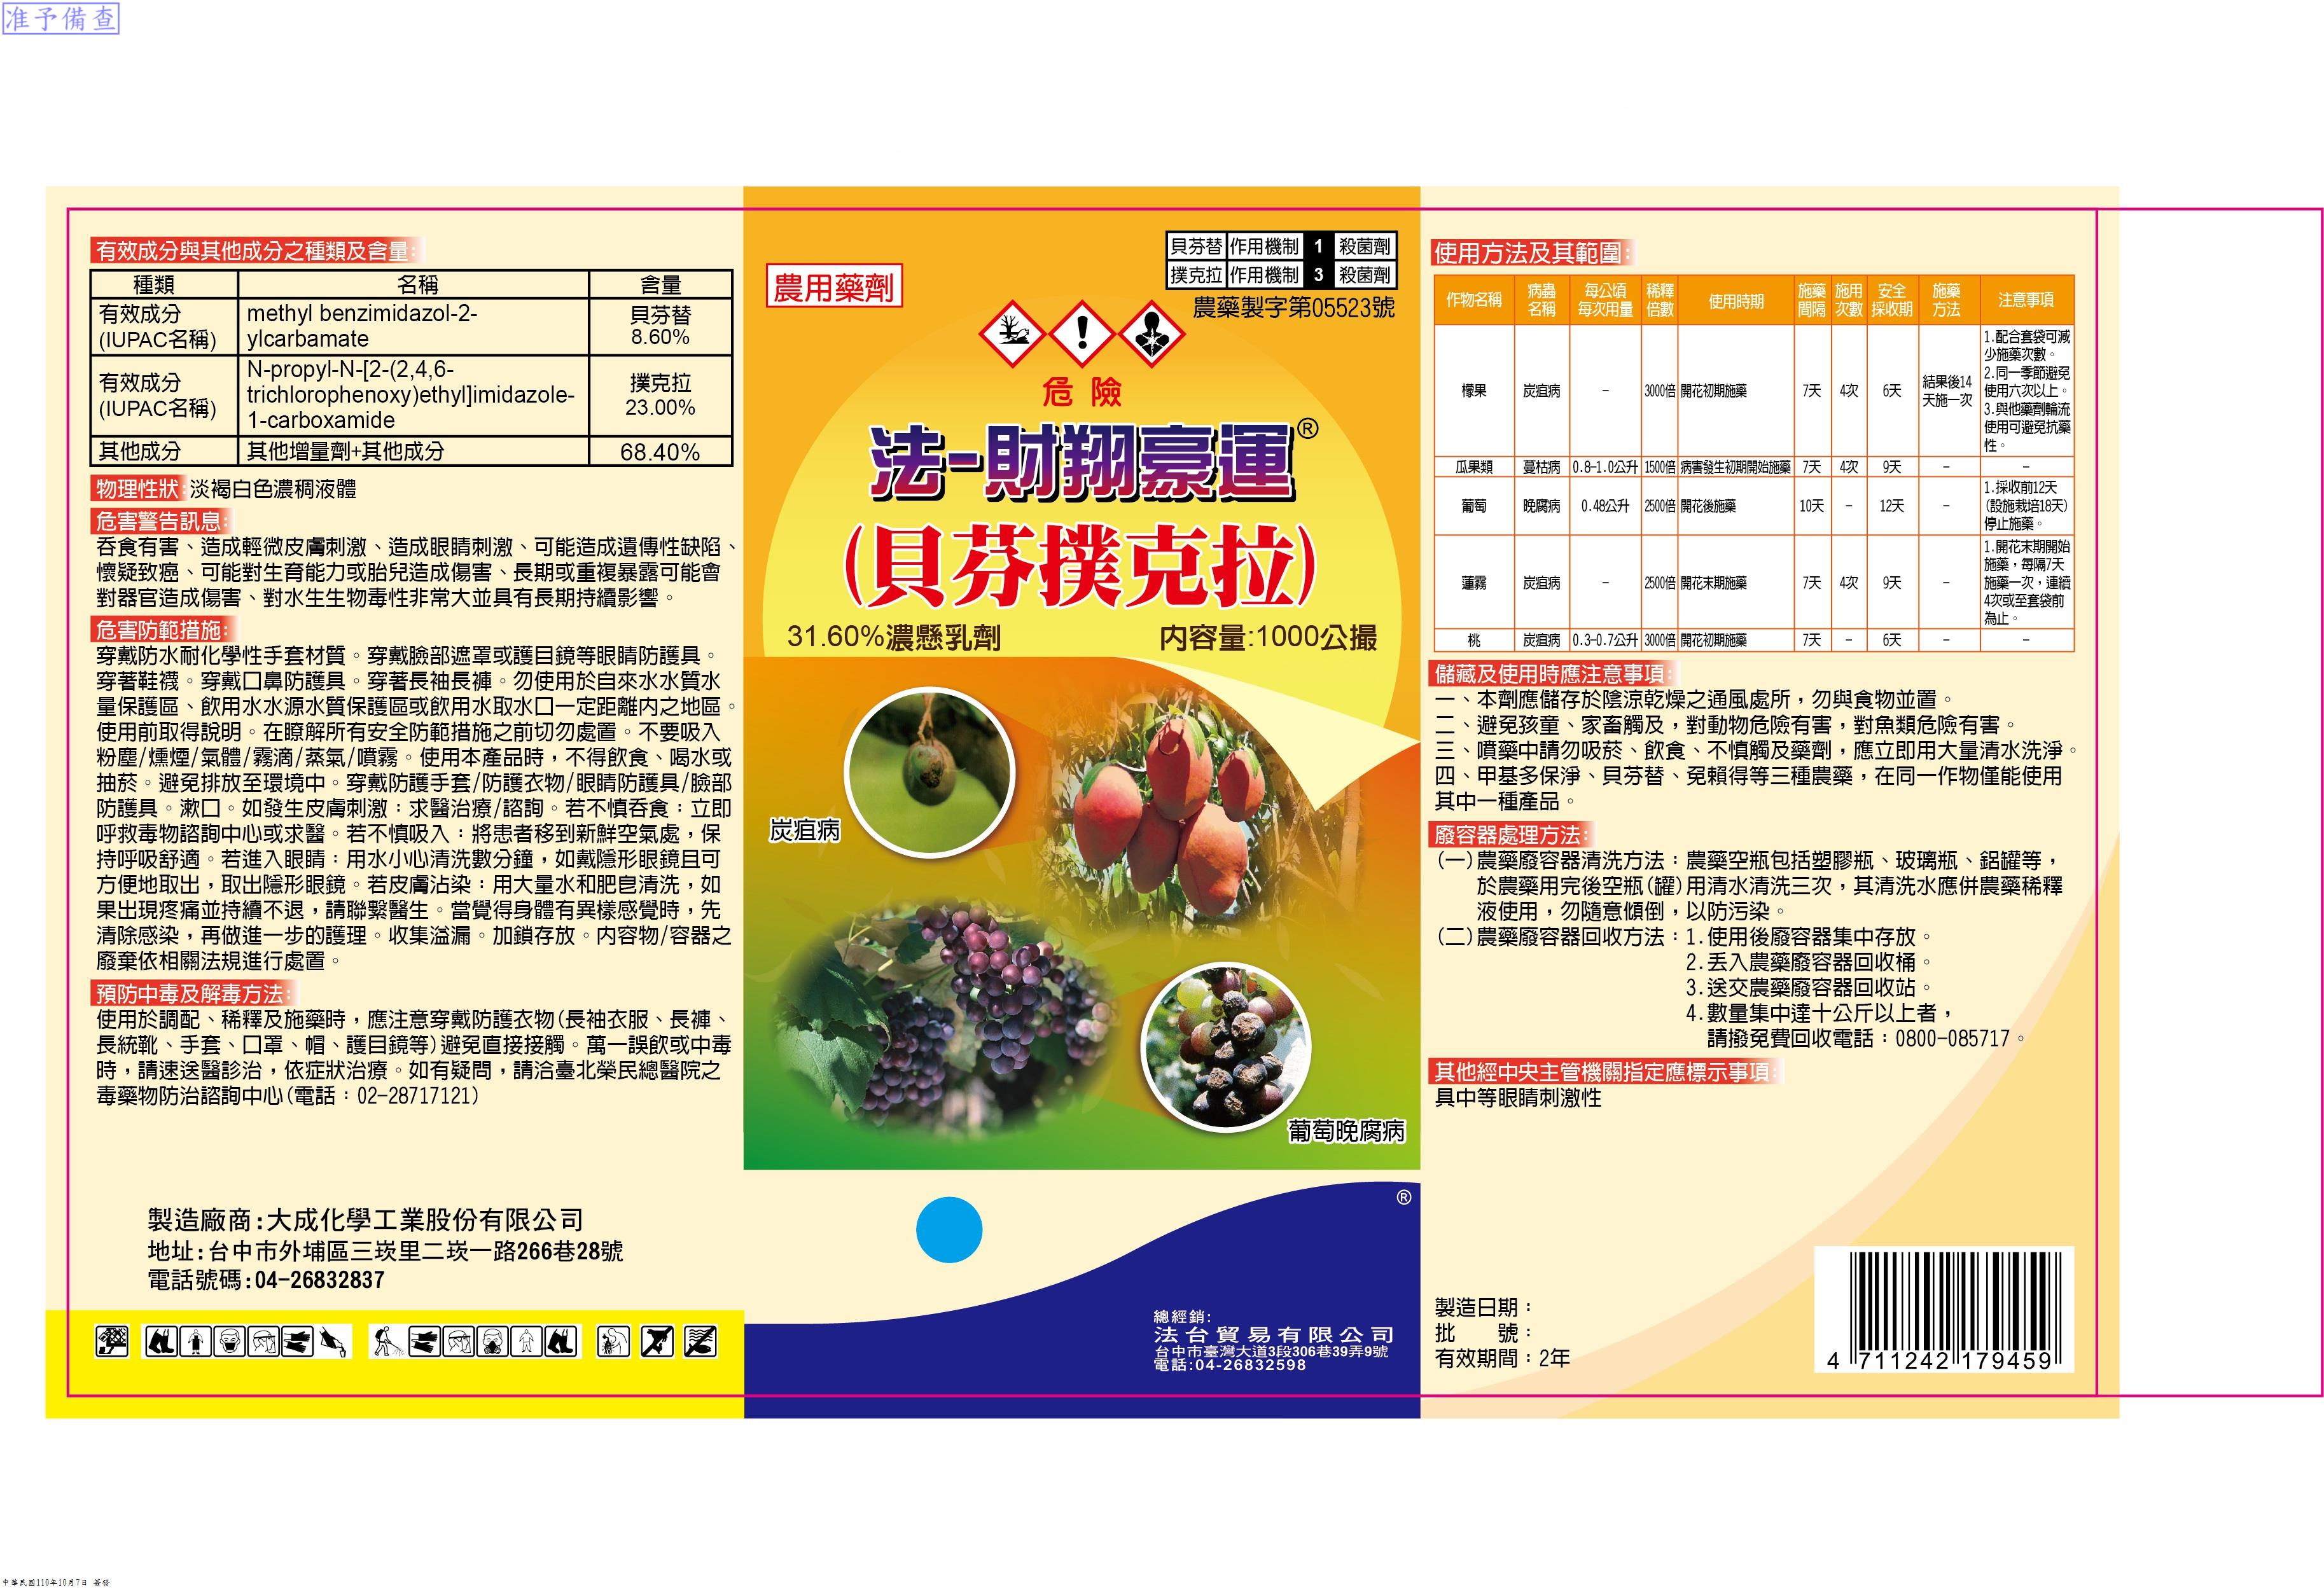 准予備查
有效成分與其他成分之種類及含量:
種類 名稱 含量
有效成分 methyl benzimidazol-2- 貝芬替
(IUPAC名稱) ylcarbamate 8.60%
有效成分 N-propyl-N-[2-(2,4,6- 撲克拉
(IUPAC名稱) trichlorophenoxy)ethyl]imidazole- 23.00%
1-carboxamide
其他成分 其他增量劑+其他成分 68.40%
物理性狀:淡褐白色濃稠液體
危害警告訊息:
吞食有害、造成輕微皮膚刺激、造成眼睛刺激、可能造成遺傳性缺陷、
懷疑致癌、可能對生育能力或胎兒造成傷害、長期或重複暴露可能會
對器官造成傷害、對水生生物毒性非常大並具有長期持續影響。
危害防範措施:
穿戴防水耐化學性手套材質。穿戴臉部遮罩或護目鏡等眼睛防護具。
穿著鞋襪。穿戴口鼻防護具。穿著長袖長褲。勿使用於自來水水質水
量保護區、飲用水水源水質保護區或飲用水取水口一定距離內之地區。
使用前取得說明。在瞭解所有安全防範措施之前切勿處置。不要吸入
粉塵/燻煙/氣體/霧滴/蒸氣/噴霧。使用本產品時，不得飲食、喝水或
抽菸。避免排放至環境中。穿戴防護手套/防護衣物/眼睛防護具/臉部
防護具。漱口。如發生皮膚刺激：求醫治療/諮詢。若不慎吞食：立即
呼救毒物諮詢中心或求醫。若不慎吸入：將患者移到新鮮空氣處，保
持呼吸舒適。若進入眼睛：用水小心清洗數分鐘，如戴隱形眼鏡且可
方便地取出，取出隱形眼鏡。若皮膚沾染：用大量水和肥皂清洗，如
果出現疼痛並持續不退，請聯繫醫生。當覺得身體有異樣感覺時，先
清除感染，再做進一步的護理。收集溢漏。加鎖存放。內容物/容器之
廢棄依相關法規進行處置。
預防中毒及解毒方法:
使用於調配、稀釋及施藥時，應注意穿戴防護衣物(長袖衣服、長褲、
長統靴、手套、口罩、帽、護目鏡等)避免直接接觸。萬一誤飲或中毒
時，請速送醫診治，依症狀治療。如有疑問，請洽臺北榮民總醫院之
毒藥物防治諮詢中心(電話：02-28717121)
製造廠商:大成化學工業股份有限公司
地址:台中市外埔區三崁里二崁一路266巷28號
電話號碼:04-26832837
貝芬替 作用機制 1 殺菌劑
撲克拉 作用機制 3 殺菌劑
農用藥劑
農藥製字第05523號
危險
法-財翔豪運®
(貝芬撲克拉)
31.60%濃懸乳劑 內容量:1000公撮
炭疽病
葡萄晚腐病
®
總經銷:
法台貿易有限公司
台中市臺灣大道3段306巷39弄9號
電話:04-26832598
使用方法及其範圍:
作物名稱 病蟲名稱 每公頃每次用量 稀釋倍數 使用時期 施藥間隔 施用次數 安全採收期 施藥方法 注意事項
檬果 炭疽病 - 3000倍 開花初期施藥 7天 4次 6天 結果後14天施一次
1.配合套袋可減
少施藥次數。
2.同一季節避免
使用六次以上。
3.與他藥劑輪流
使用可避免抗藥
性。
瓜果類 蔓枯病 0.8-1.0公升 1500倍 病害發生初期開始施藥 7天 4次 9天 - -
葡萄 晚腐病 0.48公升 2500倍 開花後施藥 10天 - 12天 -
1.採收前12天
(設施栽培18天)
停止施藥。
蓮霧 炭疽病 - 2500倍 開花末期施藥 7天 4次 9天 -
1.開花末期開始
施藥，每隔7天
施藥一次，連續
4次或至套袋前
為止。
桃 炭疽病 0.3-0.7公升 3000倍 開花初期施藥 7天 - 6天 - -
儲藏及使用時應注意事項:
一、本劑應儲存於陰涼乾燥之通風處所，勿與食物並置。
二、避免孩童、家畜觸及，對動物危險有害，對魚類危險有害。
三、噴藥中請勿吸菸、飲食、不慎觸及藥劑，應立即用大量清水洗淨。
四、甲基多保淨、貝芬替、免賴得等三種農藥，在同一作物僅能使用
其中一種產品。
廢容器處理方法:
(一)農藥廢容器清洗方法：農藥空瓶包括塑膠瓶、玻璃瓶、鋁罐等，
於農藥用完後空瓶(罐)用清水清洗三次，其清洗水應併農藥稀釋
液使用，勿隨意傾倒，以防污染。
(二)農藥廢容器回收方法：1.使用後廢容器集中存放。
2.丟入農藥廢容器回收桶。
3.送交農藥廢容器回收站。
4.數量集中達十公斤以上者，
請撥免費回收電話：0800-085717。
其他經中央主管機關指定應標示事項:
具中等眼睛刺激性
製造日期：
批 號：
有效期間：2年
4 711242 179459
中華民國110年10月7日 簽發